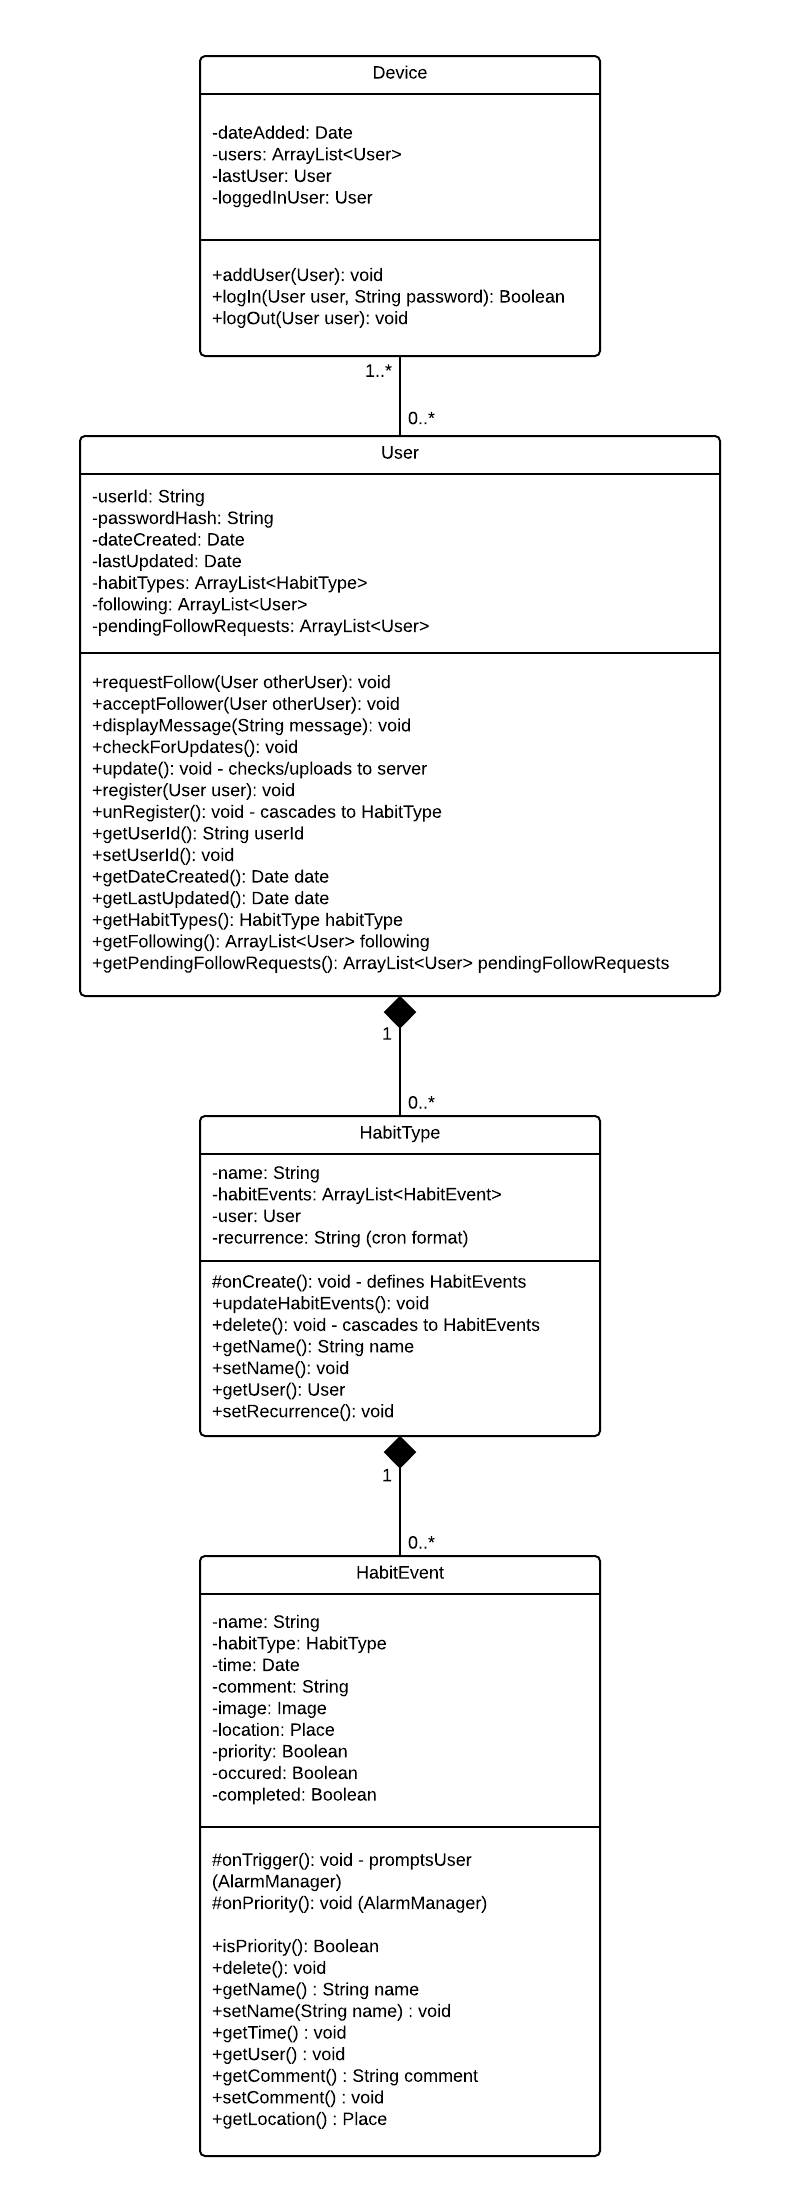 Device
-dateAdded: Date
-users: ArrayList<User>
-lastUser: User
-loggedInUser: User
+addUser(User): void
+logIn(User user, String password): Boolean
+logOut(User user): void
1..*
0..*
User
-userId: String
-passwordHash: String
-dateCreated: Date
-lastUpdated: Date
-habitTypes: ArrayList<HabitType>
-following: ArrayList<User>
-pendingFollowRequests: ArrayList<User>
+requestFollow(User otherUser): void
+acceptFollower(User otherUser): void
+displayMessage(String message): void
+checkForUpdates(): void
+update(): void - checks/uploads to server
+register(User user): void
+unRegister(): void - cascades to HabitType
+getUserId(): String userId
+setUserId(): void
+getDateCreated(): Date date
+getLastUpdated(): Date date
+getHabitTypes(): HabitType habitType
+getFollowing(): ArrayList<User> following
+getPendingFollowRequests(): ArrayList<User> pendingFollowRequests
1
0..*
HabitType
-name: String
-habitEvents: ArrayList<HabitEvent>
-user: User
-recurrence: String (cron format)
#onCreate(): void - defines HabitEvents
+updateHabitEvents(): void
+delete(): void - cascades to HabitEvents
+getName(): String name
+setName(): void
+getUser(): User
+setRecurrence(): void
1
0..*
HabitEvent
-name: String
-habitType: HabitType
-time: Date
-comment: String
-image: Image
-location: Place
-priority: Boolean
-occured: Boolean
-completed: Boolean
#onTrigger(): void - promptsUser
(AlarmManager)
#onPriority(): void (AlarmManager)
+isPriority(): Boolean
+delete(): void
+getName() : String name
+setName(String name) : void
+getTime() : void
+getUser() : void
+getComment() : String comment
+setComment() : void
+getLocation() : Place